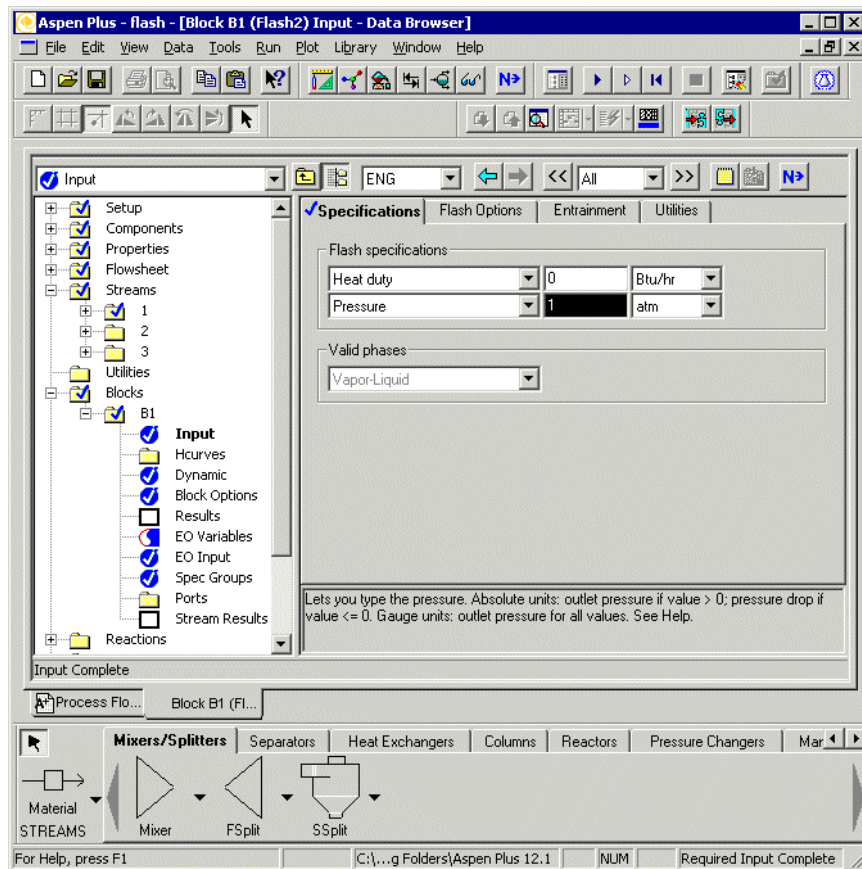 Aspen Plus - flash - [Block B1 (Flash2) Input - Data Browser]
File Edit View Data Tools Run Plot Library Window Help
N
Input ENG << All >> N
Setup
Components
Properties
Flowsheet
Streams
1
2
3
Utilities
Blocks
B1
Input
Hcurves
Dynamic
Block Options
Results
EO Variables
EO Input
Spec Groups
Ports
Stream Results
Reactions
Specifications Flash Options Entrainment Utilities
Flash specifications
Heat duty 0 Btu/hr
Pressure 1 atm
Valid phases
Vapor-Liquid
Lets you type the pressure. Absolute units: outlet pressure if value > 0; pressure drop if
value <= 0. Gauge units: outlet pressure for all values. See Help.
Input Complete
Process Flo... Block B1 (Fl...
Mixers/Splitters Separators Heat Exchangers Columns Reactors Pressure Changers Mar
Material
STREAMS Mixer FSplit SSplit
For Help, press F1 C:\...g Folders\Aspen Plus 12.1 NUM Required Input Complete